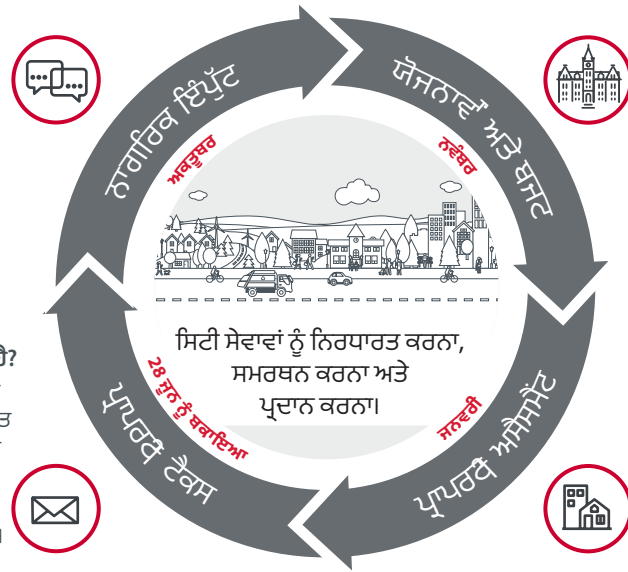 ਨਾਗਰਿਕ ਇੰਪੁੱਟ
ਯੋਜਨਾਵਾਂ ਅਤੇ ਬਜਟ
ਅਕਤੂਬਰ
ਨਵੰਬਰ
ਸਿਟੀ ਸੇਵਾਵਾਂ ਨੂੰ ਨਿਰਧਾਰਤ ਕਰਨਾ,
ਸਮਰਥਨ ਕਰਨਾ ਅਤੇ
ਪ੍ਰਦਾਨ ਕਰਨਾ।
ਹੈ?
ਤ
28 ਜੂਨ ਨੂੰ ਬਕਾਇਆ
ਜਨਵਰੀ
ਪ੍ਰਾਪਰਟੀ ਟੈਕਸ
ਪ੍ਰਾਪਰਟੀ ਅਸੈਸਮੈਂਟ